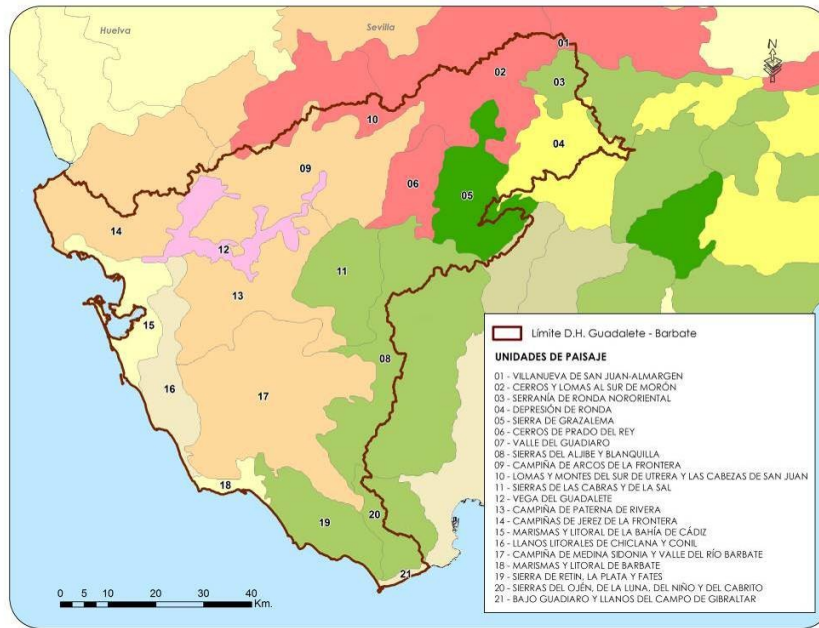 Huelva
Sevilla
N
01
02
03
10
04
09
06
05
14
12
11
13
15
08
16
17
18
19
20
21
0 5 10 20 30 40
Km.
Límite D.H. Guadalete - Barbate
UNIDADES DE PAISAJE
01 - VILLANUEVA DE SAN JUAN-ALMARGEN
02 - CERROS Y LOMAS AL SUR DE MORÓN
03 - SERRANÍA DE RONDA NORORIENTAL
04 - DEPRESIÓN DE RONDA
05 - SIERRA DE GRAZALEMA
06 - CERROS DE PRADO DEL REY
07 - VALLE DEL GUADIARO
08 - SIERRAS DEL ALJIBE Y BLANQUILLA
09 - CAMPIÑA DE ARCOS DE LA FRONTERA
10 - LOMAS Y MONTES DEL SUR DE UTRERA Y LAS CABEZAS DE SAN JUAN
11 - SIERRAS DE LAS CABRAS Y DE LA SAL
12 - VEGA DEL GUADALETE
13 - CAMPIÑA DE PATERNA DE RIVERA
14 - CAMPIÑAS DE JEREZ DE LA FRONTERA
15 - MARISMAS Y LITORAL DE LA BAHÍA DE CÁDIZ
16 - LLANOS LITORALES DE CHICLANA Y CONIL
17 - CAMPIÑA DE MEDINA SIDONIA Y VALLE DEL RÍO BARBATE
18 - MARISMAS Y LITORAL DE BARBATE
19 - SIERRA DE RETIN, LA PLATA Y FATES
20 - SIERRAS DEL OJÉN, DE LA LUNA, DEL NIÑO Y DEL CABRITO
21 - BAJO GUADIARO Y LLANOS DEL CAMPO DE GIBRALTAR